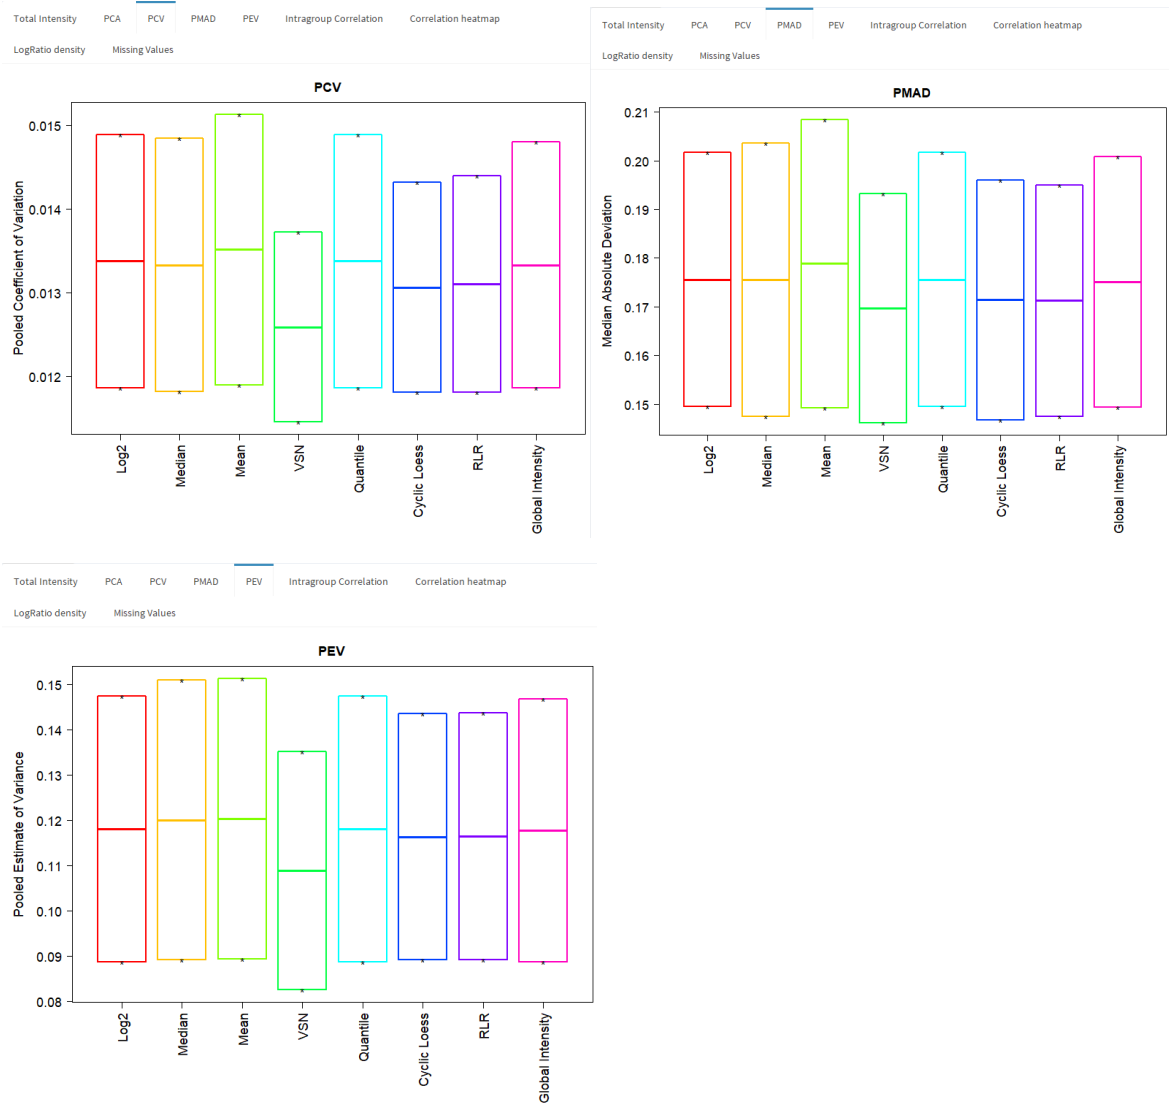 Total Intensity PCA PCV PMAD PEV Intragroup Correlation Correlation heatmap
LogRatio density Missing Values
PCV
Pooled Coefficient of Variation
0.015
0.014
0.013
0.012
Log2 Median Mean VSN Quantile Cyclic Loess RLR Global Intensity
Total Intensity PCA PCV PMAD PEV Intragroup Correlation Correlation heatmap
LogRatio density Missing Values
PMAD
Median Absolute Deviation
0.21
0.20
0.19
0.18
0.17
0.16
0.15
Log2 Median Mean VSN Quantile Cyclic Loess RLR Global Intensity
Total Intensity PCA PCV PMAD PEV Intragroup Correlation Correlation heatmap
LogRatio density Missing Values
PEV
Pooled Estimate of Variance
0.15
0.14
0.13
0.12
0.11
0.10
0.09
0.08
Log2 Median Mean VSN Quantile Cyclic Loess RLR Global Intensity